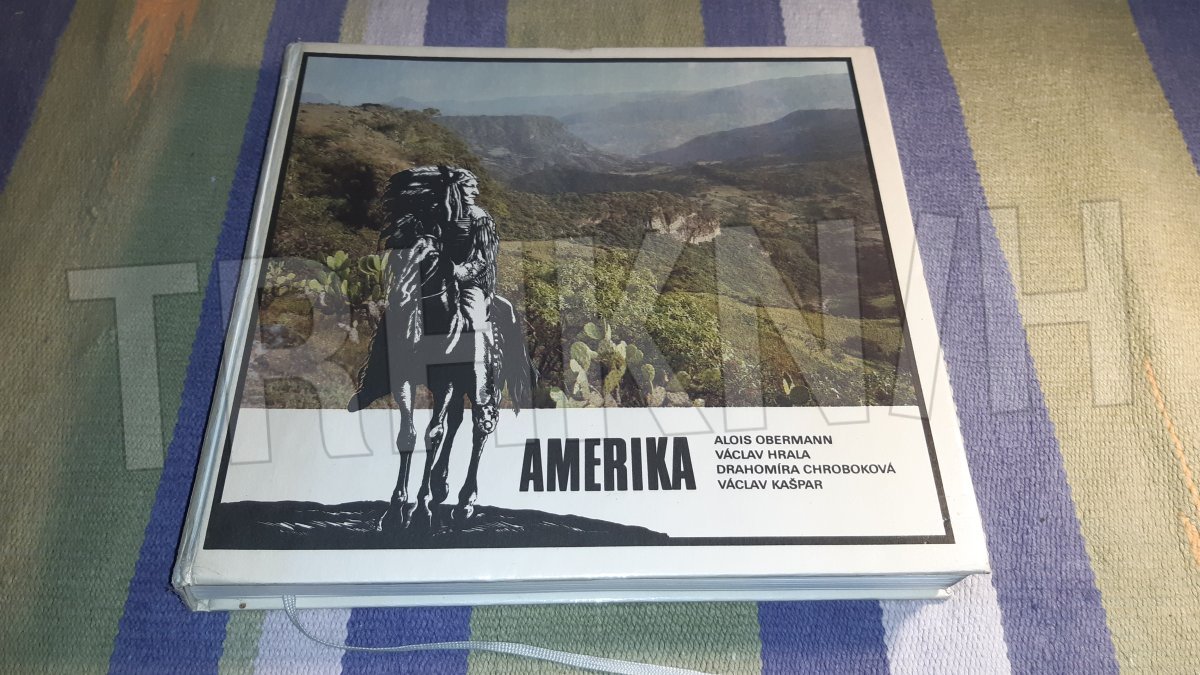 AMERIKA
ALOIS OBERMANN
VÁCLAV HRALA
DRAHOMÍRA CHROBOKOVÁ
VÁCLAV KAŠPAR
TRHKNIH